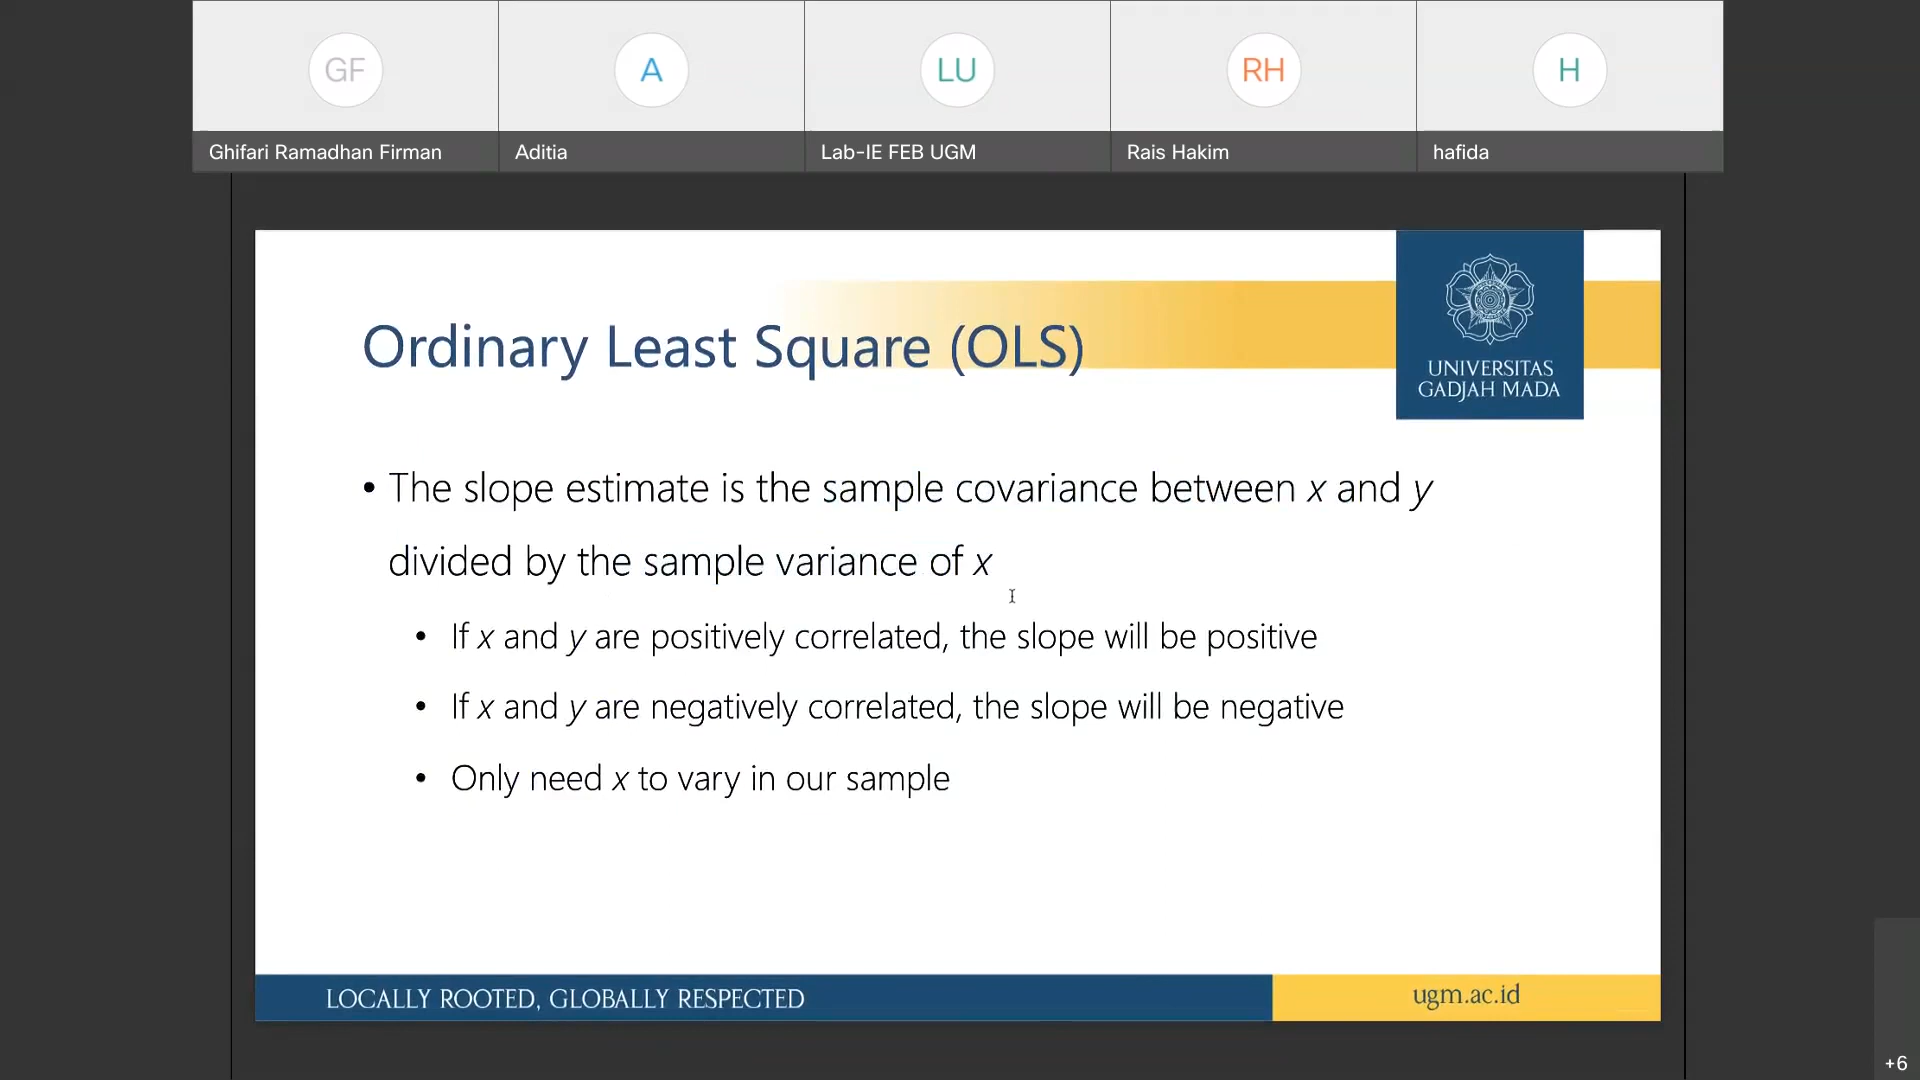 GF
A
LU
RH
H
Ghifari Ramadhan Firman
Aditia
Lab-IE FEB UGM
Rais Hakim
hafida
UNIVERSITAS
GADJAH MADA
Ordinary Least Square (OLS)
• The slope estimate is the sample covariance between x and y
divided by the sample variance of x
• If x and y are positively correlated, the slope will be positive
• If x and y are negatively correlated, the slope will be negative
• Only need x to vary in our sample
LOCALLY ROOTED, GLOBALLY RESPECTED
ugm.ac.id
+6